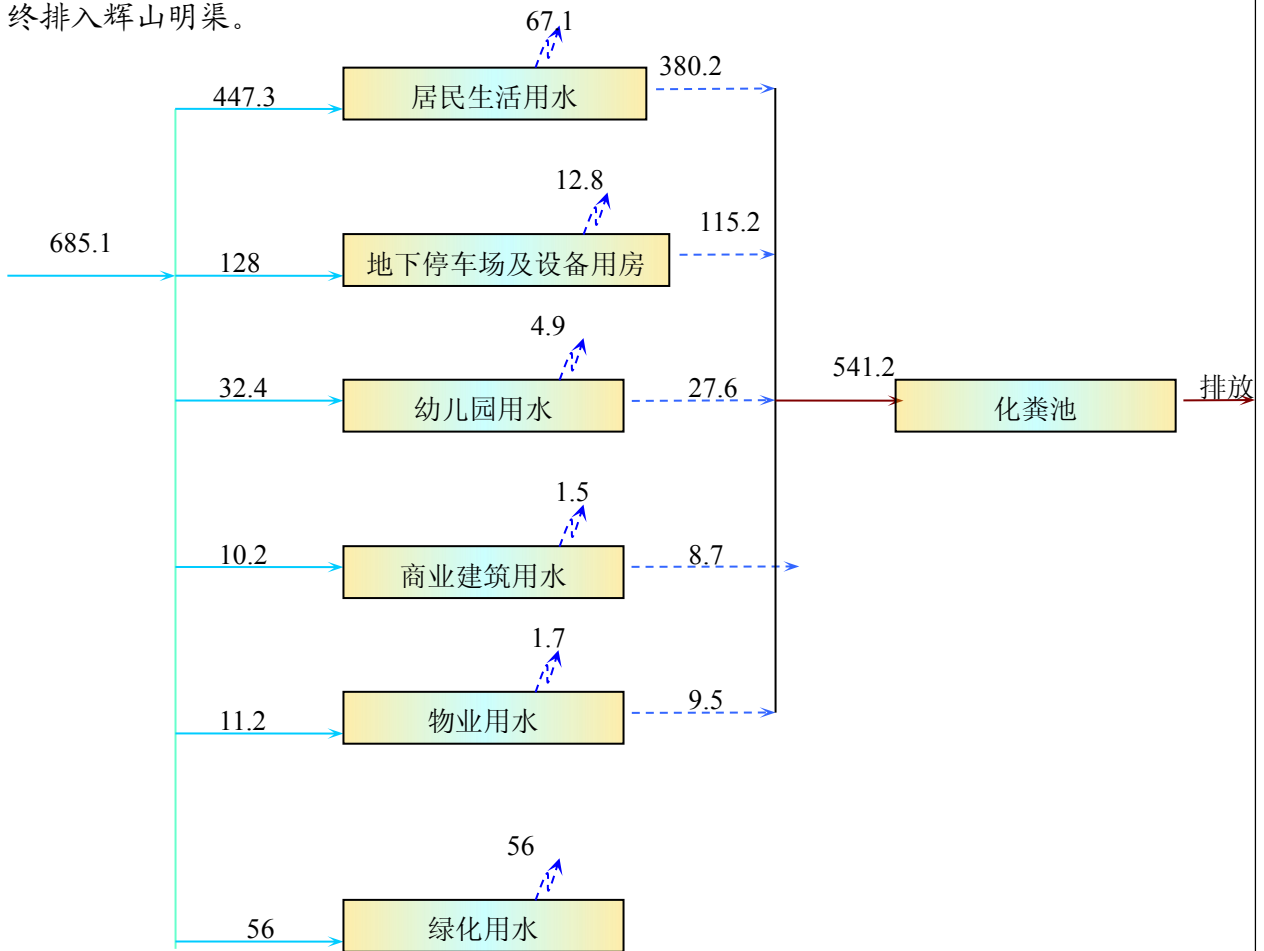 终排入辉山明渠。
67.1
380.2
447.3
居民生活用水
12.8
115.2
685.1
128
地下停车场及设备用房
4.9
541.2
32.4
幼儿园用水
27.6
化粪池
排放
1.5
10.2
商业建筑用水
8.7
1.7
11.2
物业用水
9.5
56
56
绿化用水